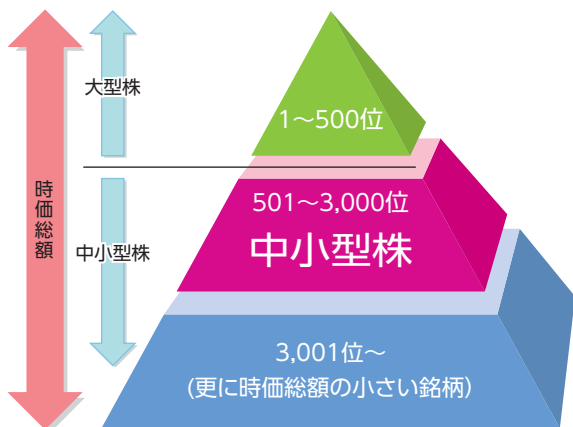 時価総額
大型株
1～500位
501～3,000位
中小型株
中小型株
3,001位～
(更に時価総額の小さい銘柄)